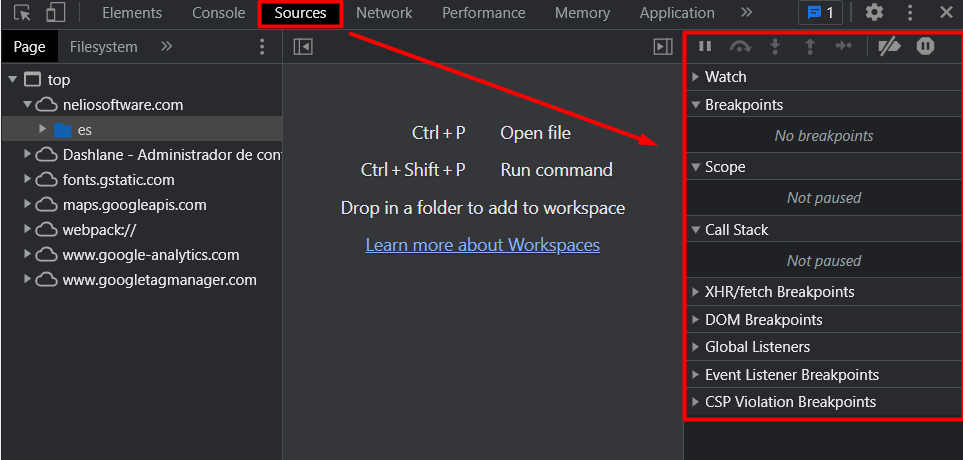 Elements Console Sources Network Performance Memory Application 1
Page Filesystem
top
neliosoftware.com
es
Dashlane - Administrador de con
fonts.gstatic.com
maps.googleapis.com
webpack://
www.google-analytics.com
www.googletagmanager.com
Ctrl + P Open file
Ctrl + Shift + P Run command
Drop in a folder to add to workspace
Learn more about Workspaces
Watch
Breakpoints
No breakpoints
Scope
Not paused
Call Stack
Not paused
XHR/fetch Breakpoints
DOM Breakpoints
Global Listeners
Event Listener Breakpoints
CSP Violation Breakpoints